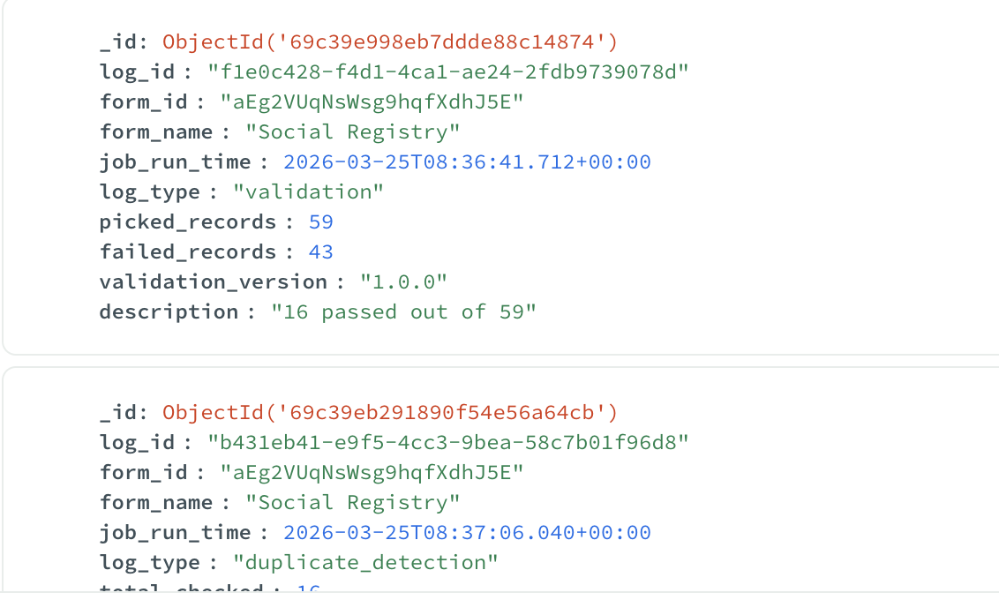 _id: ObjectId('69c39e998eb7ddde88c14874')
log_id : "f1e0c428-f4d1-4ca1-ae24-2fdb9739078d"
form_id : "aEg2VUqNsWsg9hqfXdhJ5E"
form_name : "Social Registry"
job_run_time : 2026-03-25T08:36:41.712+00:00
log_type : "validation"
picked_records : 59
failed_records : 43
validation_version : "1.0.0"
description : "16 passed out of 59"
_id: ObjectId('69c39eb291890f54e56a64cb')
log_id : "b431eb41-e9f5-4cc3-9bea-58c7b01f96d8"
form_id : "aEg2VUqNsWsg9hqfXdhJ5E"
form_name : "Social Registry"
job_run_time : 2026-03-25T08:37:06.040+00:00
log_type : "duplicate_detection"
total_checked : 16